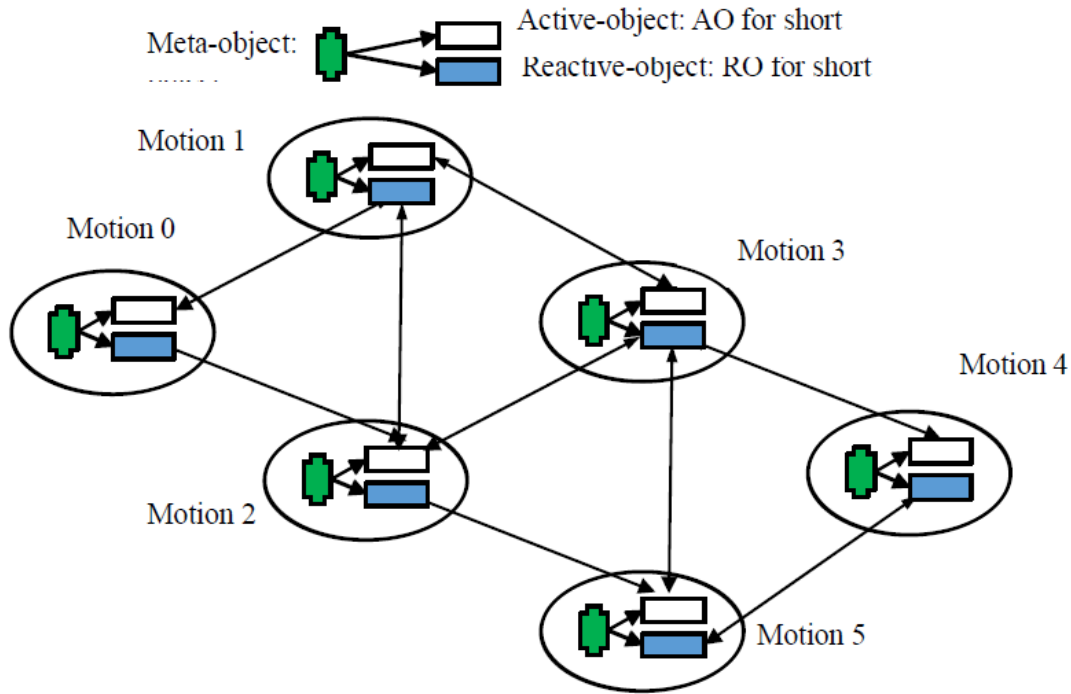 Active-object: AO for short
Meta-object:
Reactive-object: RO for short
Motion 1
Motion 0
Motion 3
Motion 4
Motion 2
Motion 5